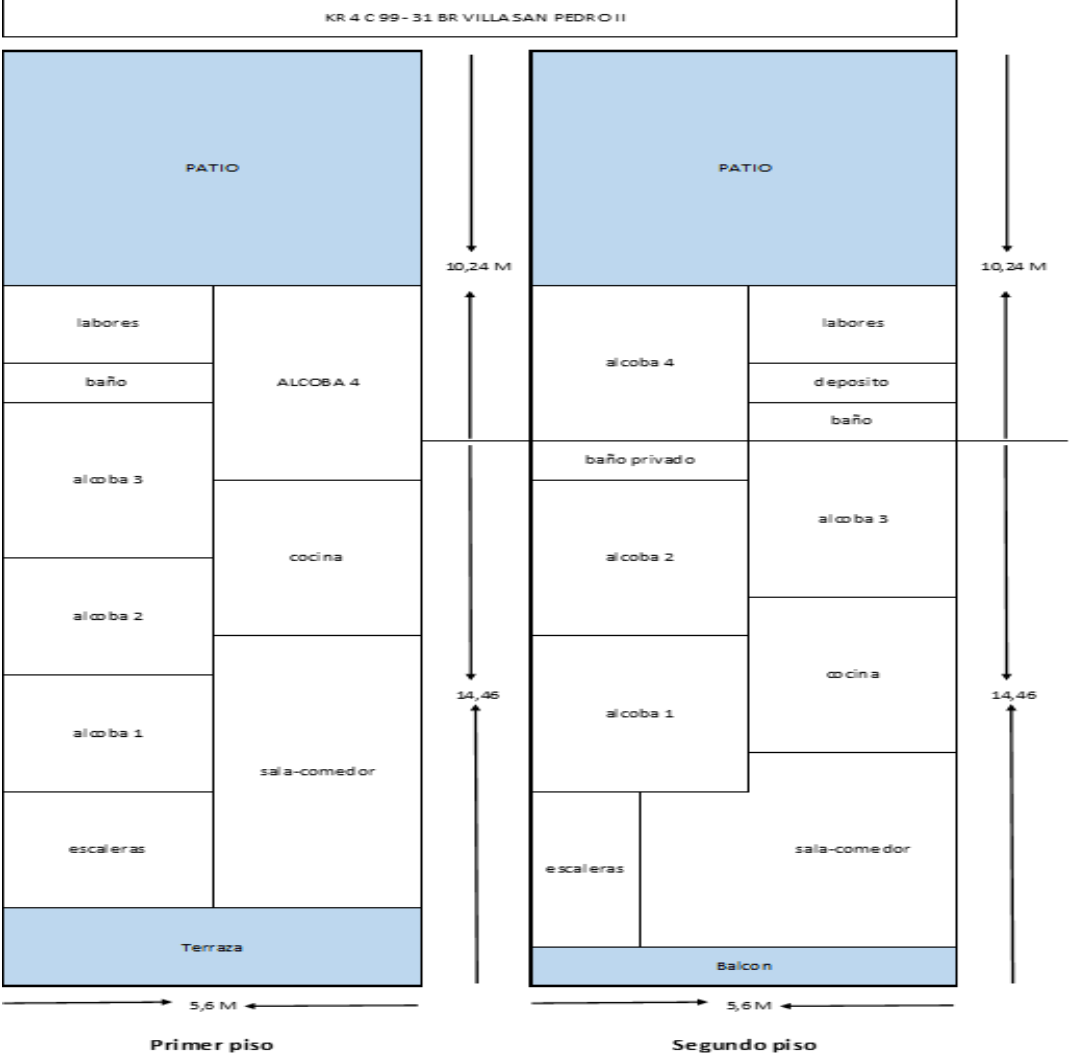 KR 4 C 99 - 31 BR VILLA SAN PEDRO II
PATIO
10,24 M
labores
baño
ALCOBA 4
alcoba 3
cocina
alcoba 2
alcoba 1
14,46
sala-comedor
escaleras
Terraza
5,6 M
Primer piso
PATIO
10,24 M
alcoba 4
labores
deposito
baño
baño privado
alcoba 3
alcoba 2
cocina
alcoba 1
14,46
sala-comedor
escaleras
Balcon
5,6 M
Segundo piso